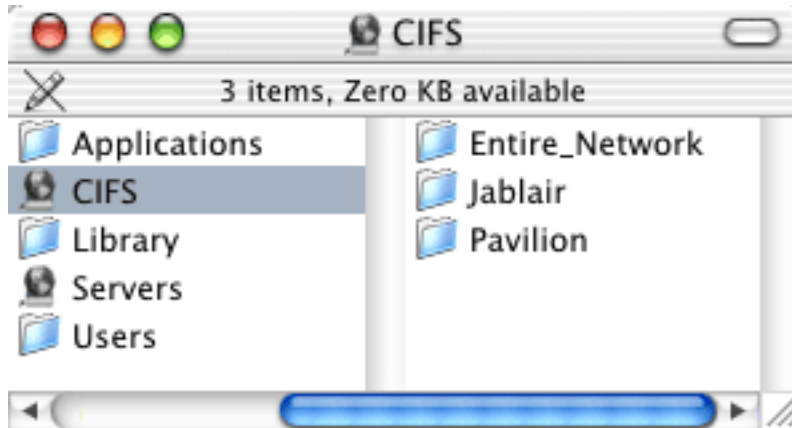 CIFS
3 items, Zero KB available
Applications
CIFS
Library
Servers
Users
Entire_Network
Jablair
Pavilion